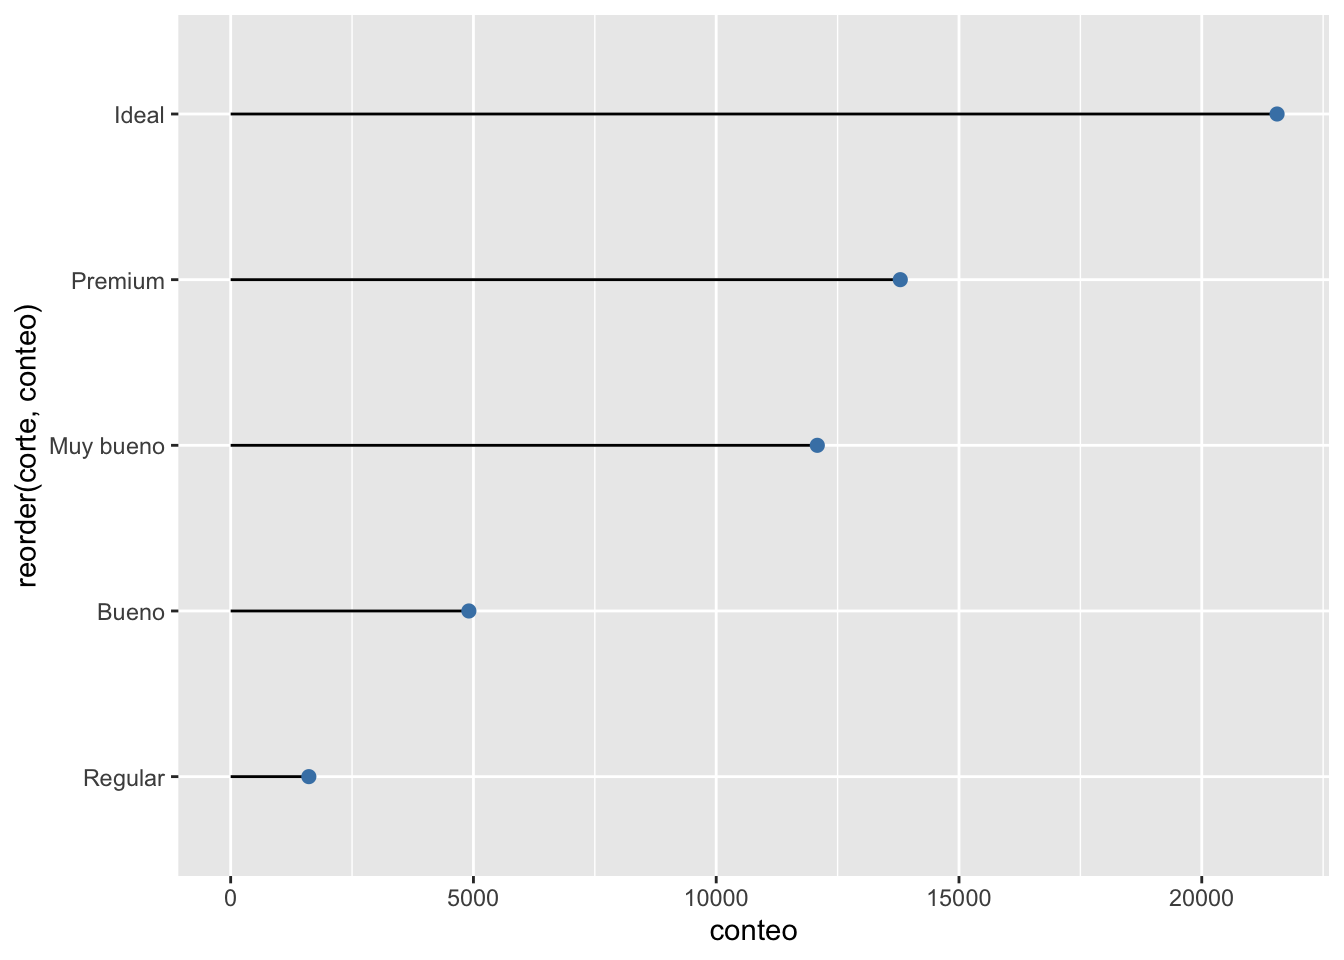 Ideal
Premium
Muy bueno
Bueno
Regular
reorder(corte, conteo)
0 5000 10000 15000 20000
conteo